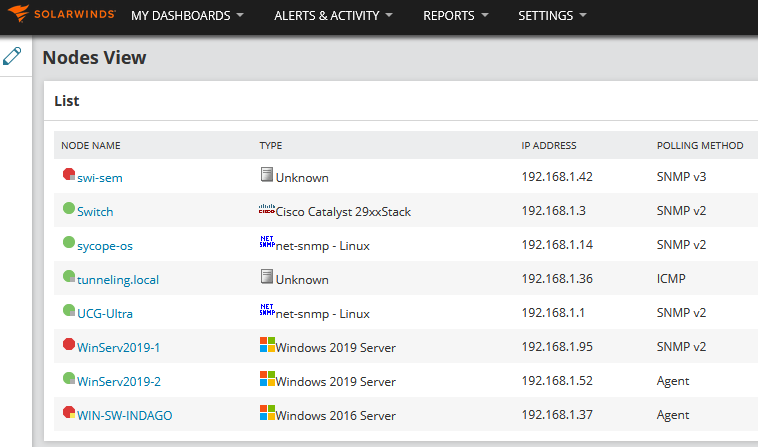 SOLARWINDS MY DASHBOARDS ALERTS & ACTIVITY REPORTS SETTINGS
Nodes View
List
NODE NAME TYPE IP ADDRESS POLLING METHOD
swi-sem Unknown 192.168.1.42 SNMP v3
Switch CISCO Cisco Catalyst 29xxStack 192.168.1.3 SNMP v2
sycope-os NET SNMP net-snmp - Linux 192.168.1.14 SNMP v2
tunneling.local Unknown 192.168.1.36 ICMP
UCG-Ultra NET SNMP net-snmp - Linux 192.168.1.1 SNMP v2
WinServ2019-1 Windows 2019 Server 192.168.1.95 SNMP v2
WinServ2019-2 Windows 2019 Server 192.168.1.52 Agent
WIN-SW-INDAGO Windows 2016 Server 192.168.1.37 Agent